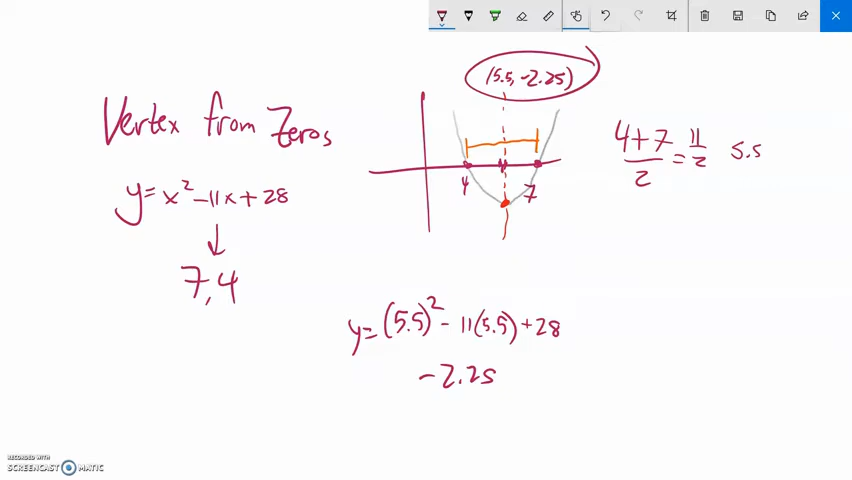 (5.5, -2.25)
Vertex from Zeros
4+7/2 = 11/2 5.5
y= x² -11x + 28
4 7
7, 4
y= (5.5)² - 11(5.5) +28
-2.25
RECORDED WITH
SCREENCAST MATIC